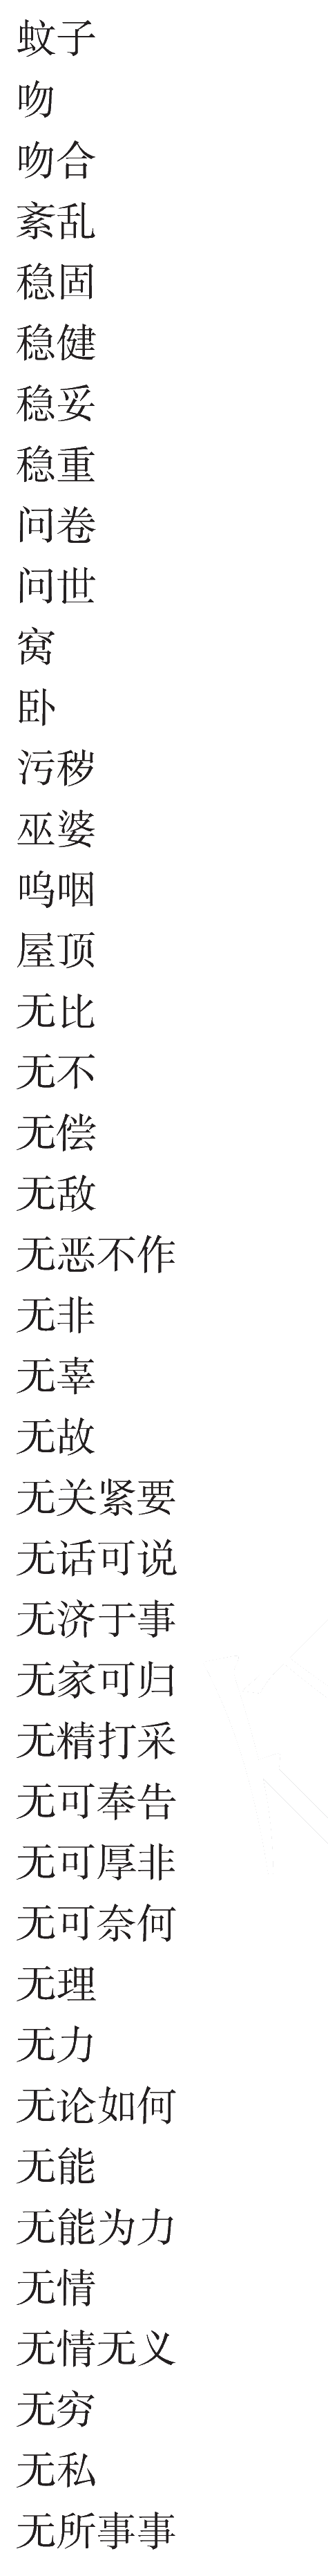 蚊子
吻
吻合
紊乱
稳固
稳健
稳妥
稳重
问卷
问世
窝
卧
污秽
巫婆
呜咽
屋顶
无比
无不
无偿
无敌
无恶不作
无非
无辜
无故
无关紧要
无话可说
无济于事
无家可归
无精打采
无可奉告
无可厚非
无可奈何
无理
无力
无论如何
无能
无能为力
无情
无情无义
无穷
无私
无所事事